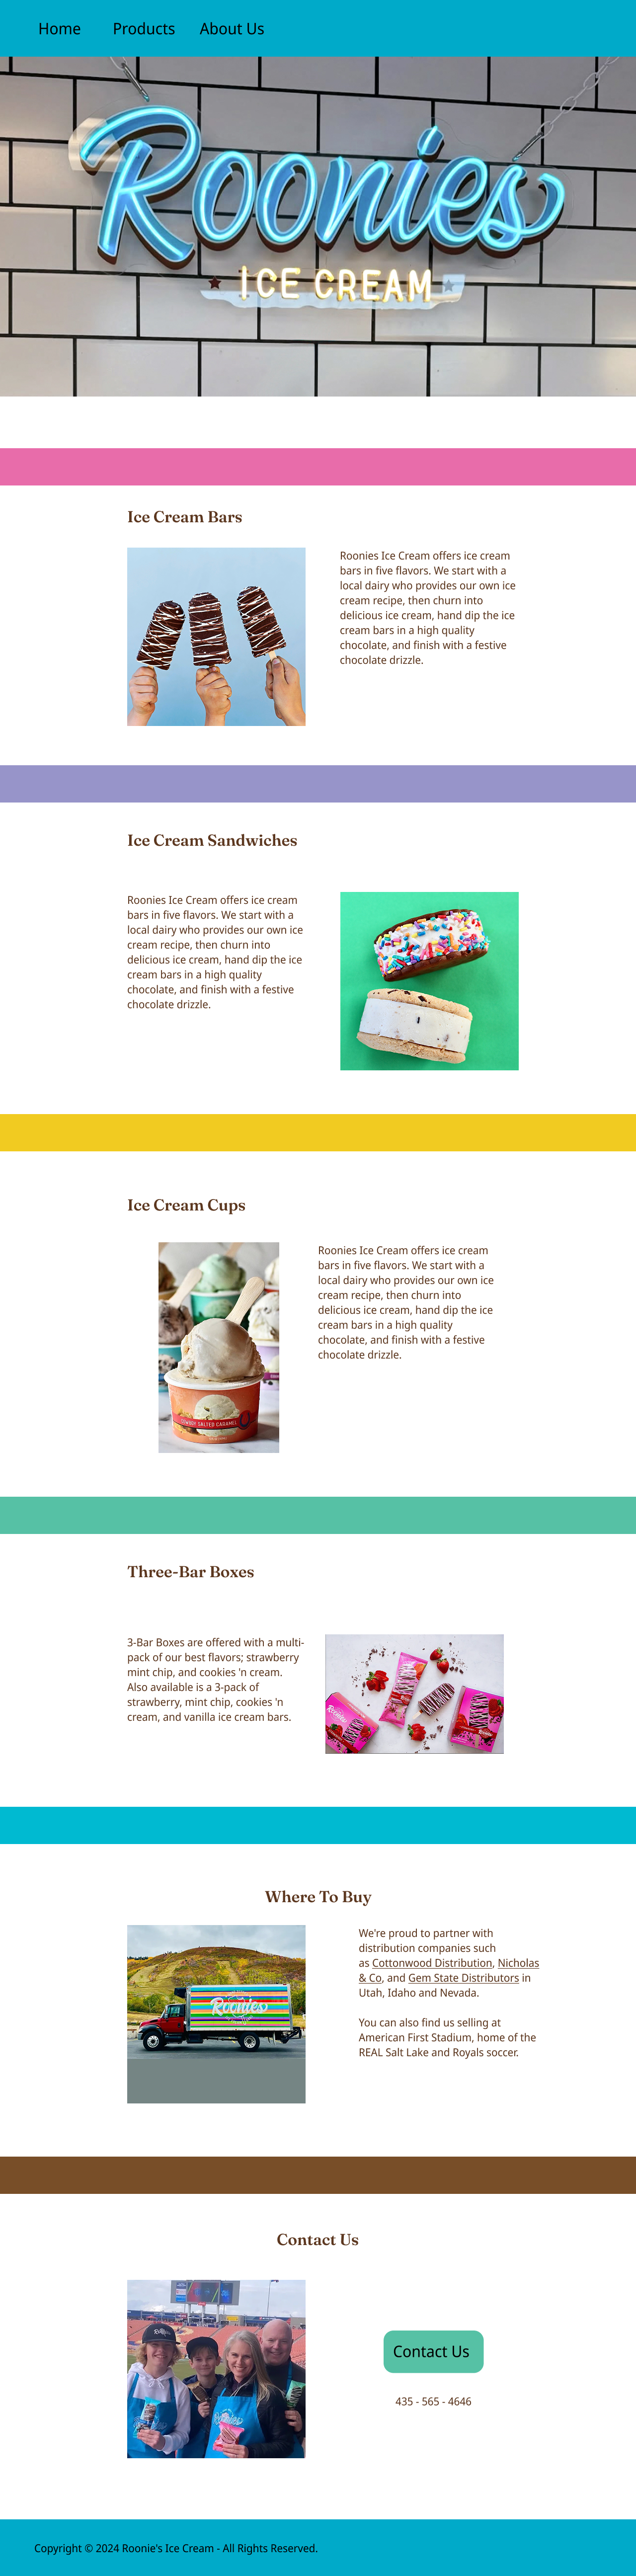 Home Products About Us
Roonies
ICE CREAM
Ice Cream Bars
Roonies Ice Cream offers ice cream
bars in five flavors. We start with a
local dairy who provides our own ice
cream recipe, then churn into
delicious ice cream, hand dip the ice
cream bars in a high quality
chocolate, and finish with a festive
chocolate drizzle.
Ice Cream Sandwiches
Roonies Ice Cream offers ice cream
bars in five flavors. We start with a
local dairy who provides our own ice
cream recipe, then churn into
delicious ice cream, hand dip the ice
cream bars in a high quality
chocolate, and finish with a festive
chocolate drizzle.
Ice Cream Cups
SALTED CARAMEL
Roonies Ice Cream offers ice cream
bars in five flavors. We start with a
local dairy who provides our own ice
cream recipe, then churn into
delicious ice cream, hand dip the ice
cream bars in a high quality
chocolate, and finish with a festive
chocolate drizzle.
Three-Bar Boxes
3-Bar Boxes are offered with a multi-
pack of our best flavors; strawberry
mint chip, and cookies 'n cream.
Also available is a 3-pack of
strawberry, mint chip, cookies 'n
cream, and vanilla ice cream bars.
Roonies
Where To Buy
Roonies
We're proud to partner with
distribution companies such
as Cottonwood Distribution, Nicholas
& Co, and Gem State Distributors in
Utah, Idaho and Nevada.
You can also find us selling at
American First Stadium, home of the
REAL Salt Lake and Royals soccer.
Contact Us
Roonies
Contact Us
435 - 565 - 4646
Copyright © 2024 Roonie's Ice Cream - All Rights Reserved.